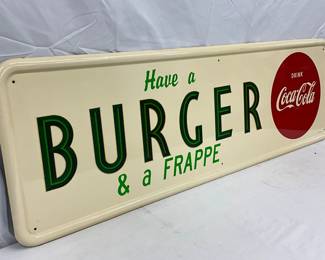 Have a
BURGER
& a FRAPPE
DRINK
Coca-Cola